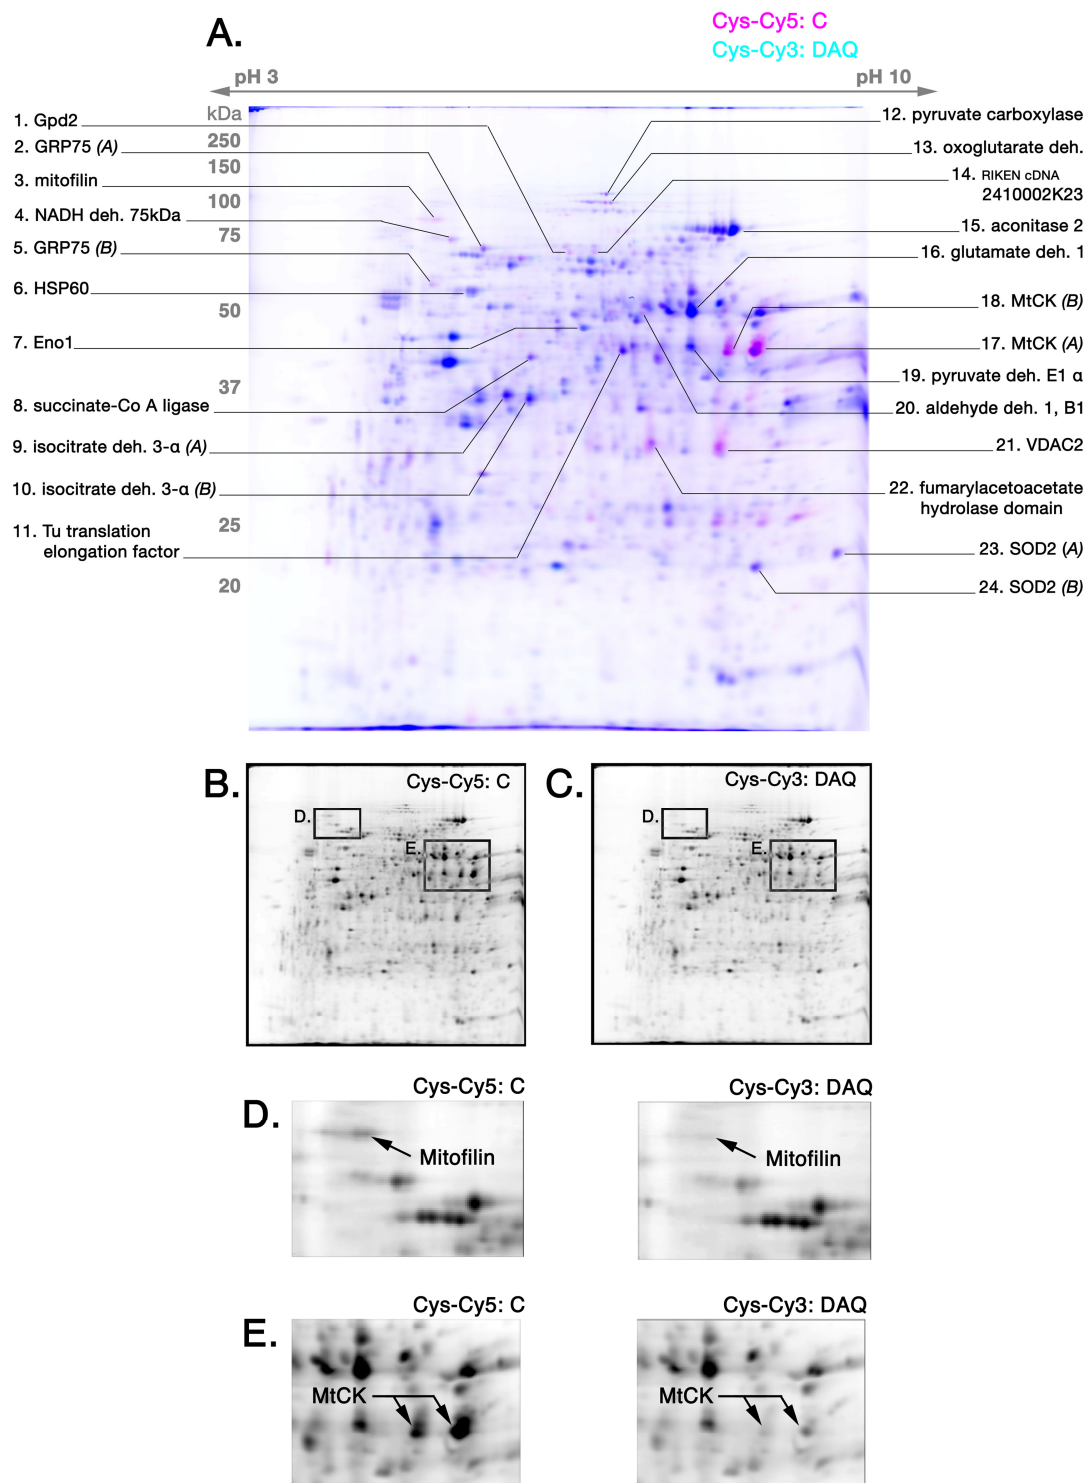 A.
Cys-Cy5: C
Cys-Cy3: DAQ
pH 3
pH 10
kDa
250
150
100
75
50
37
25
20
1. Gpd2
2. GRP75 (A)
3. mitofilin
4. NADH deh. 75kDa
5. GRP75 (B)
6. HSP60
7. Eno1
8. succinate-Co A ligase
9. isocitrate deh. 3-α (A)
10. isocitrate deh. 3-α (B)
11. Tu translation
elongation factor
12. pyruvate carboxylase
13. oxoglutarate deh.
14. RIKEN cDNA
2410002K23
15. aconitase 2
16. glutamate deh. 1
18. MtCK (B)
17. MtCK (A)
19. pyruvate deh. E1 α
20. aldehyde deh. 1, B1
21. VDAC2
22. fumarylacetoacetate
hydrolase domain
23. SOD2 (A)
24. SOD2 (B)
B.
Cys-Cy5: C
D.
E.
C.
Cys-Cy3: DAQ
D.
E.
D.
Cys-Cy5: C
Mitofilin
Cys-Cy3: DAQ
Mitofilin
E.
Cys-Cy5: C
MtCK
Cys-Cy3: DAQ
MtCK